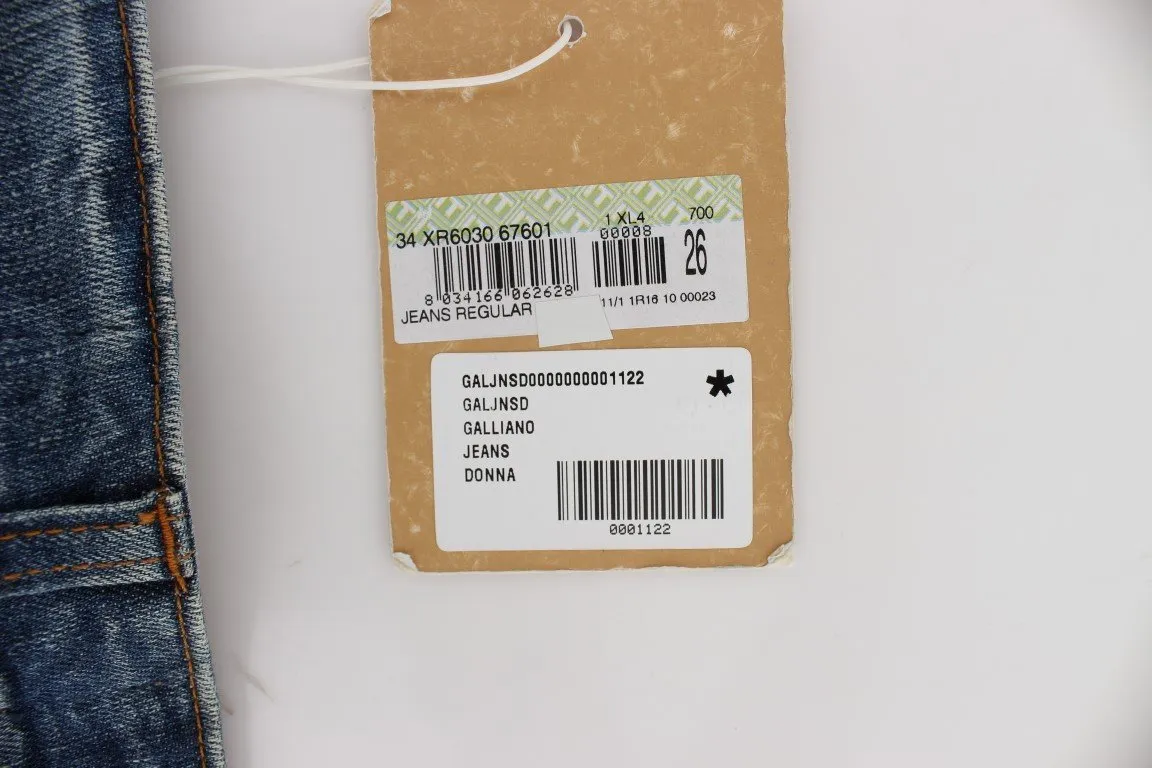 34 XR6030 67601 1 XL4 700
00008
26
8 034166 062628
JEANS REGULAR 11/1 1R16 10 00023
GALJNSD0000000001122 *
GALJNSD
GALLIANO
JEANS
DONNA
0001122